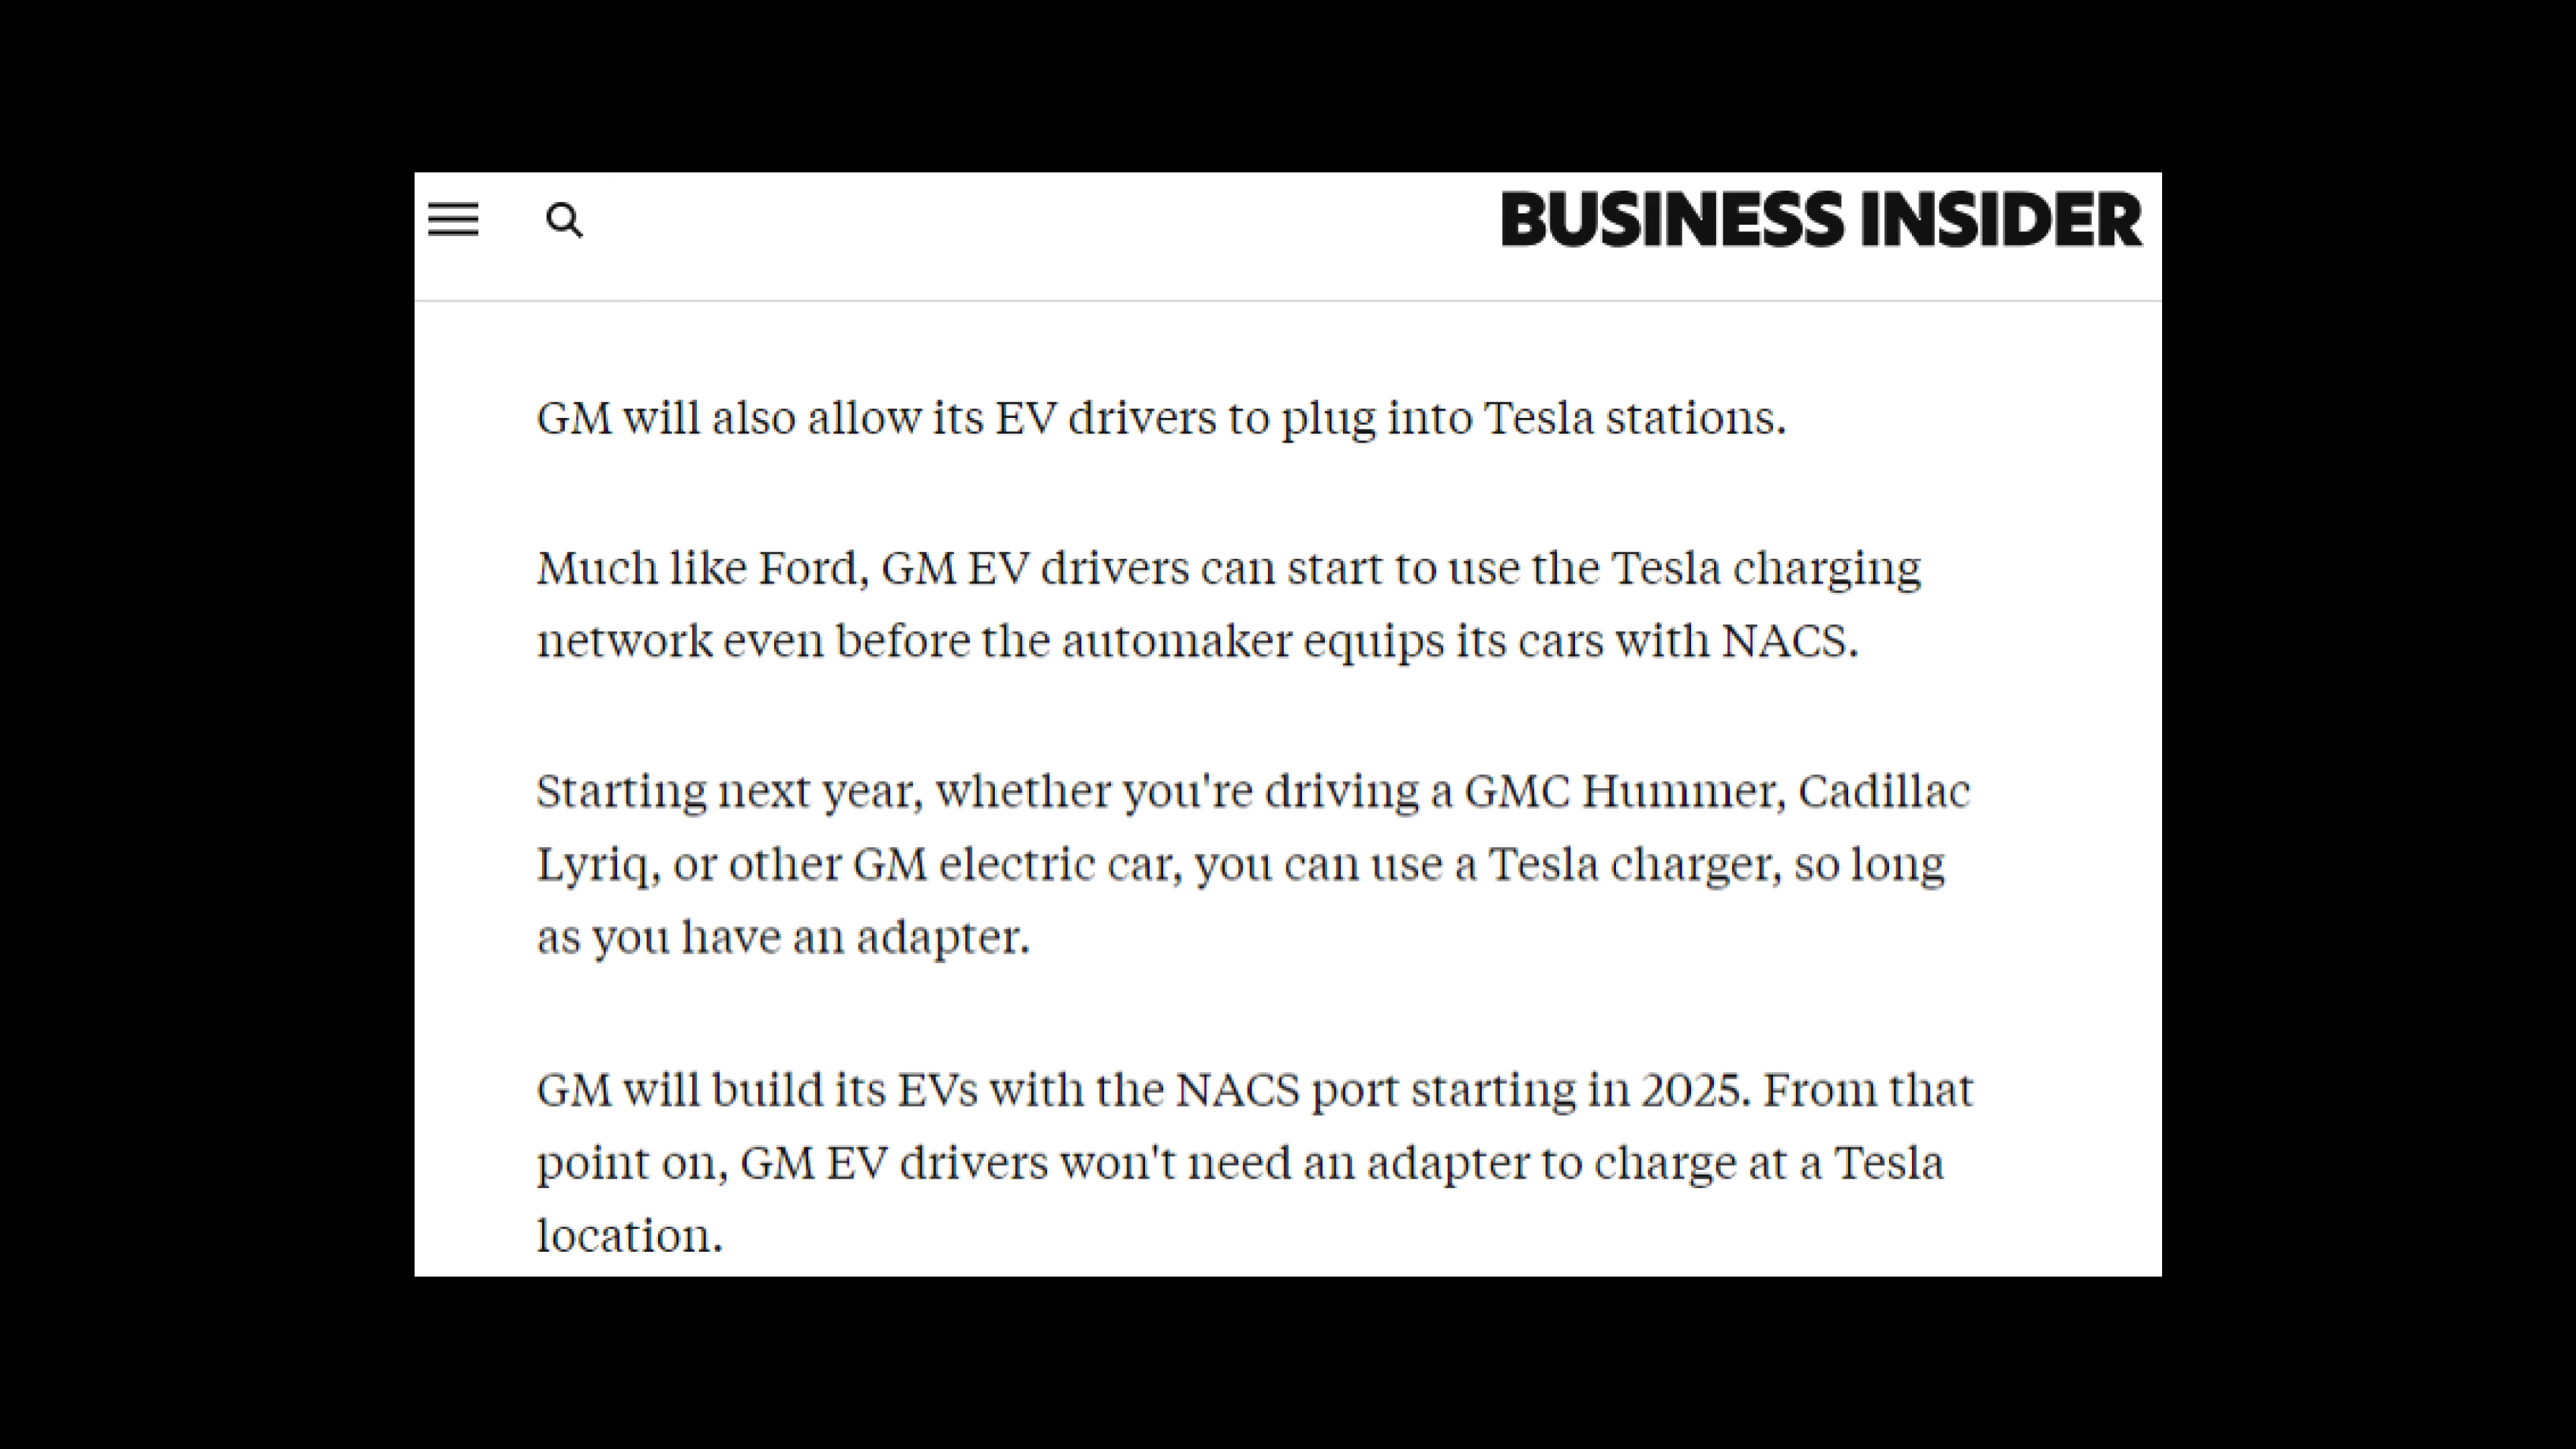 BUSINESS INSIDER
GM will also allow its EV drivers to plug into Tesla stations.
Much like Ford, GM EV drivers can start to use the Tesla charging
network even before the automaker equips its cars with NACS.
Starting next year, whether you're driving a GMC Hummer, Cadillac
Lyriq, or other GM electric car, you can use a Tesla charger, so long
as you have an adapter.
GM will build its EVs with the NACS port starting in 2025. From that
point on, GM EV drivers won't need an adapter to charge at a Tesla
location.